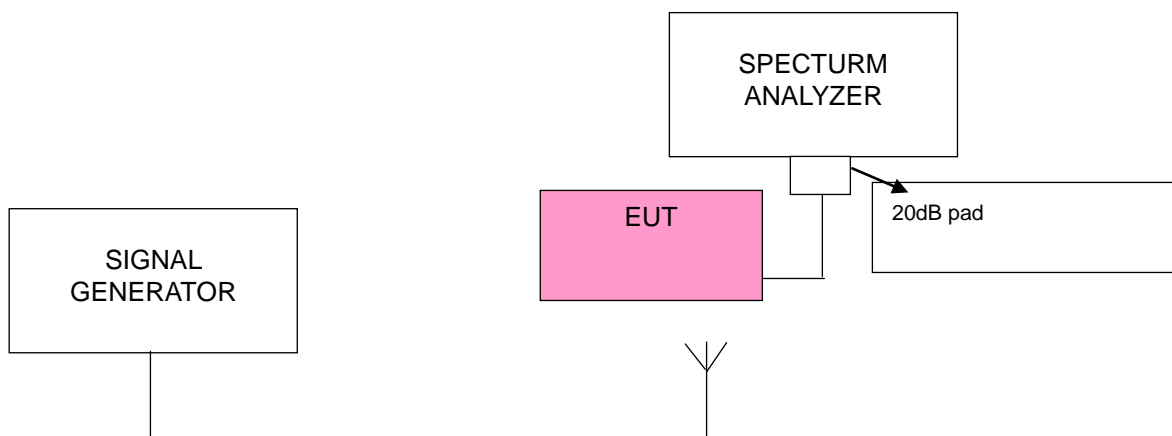 SPECTURM
ANALYZER
EUT
20dB pad
SIGNAL
GENERATOR